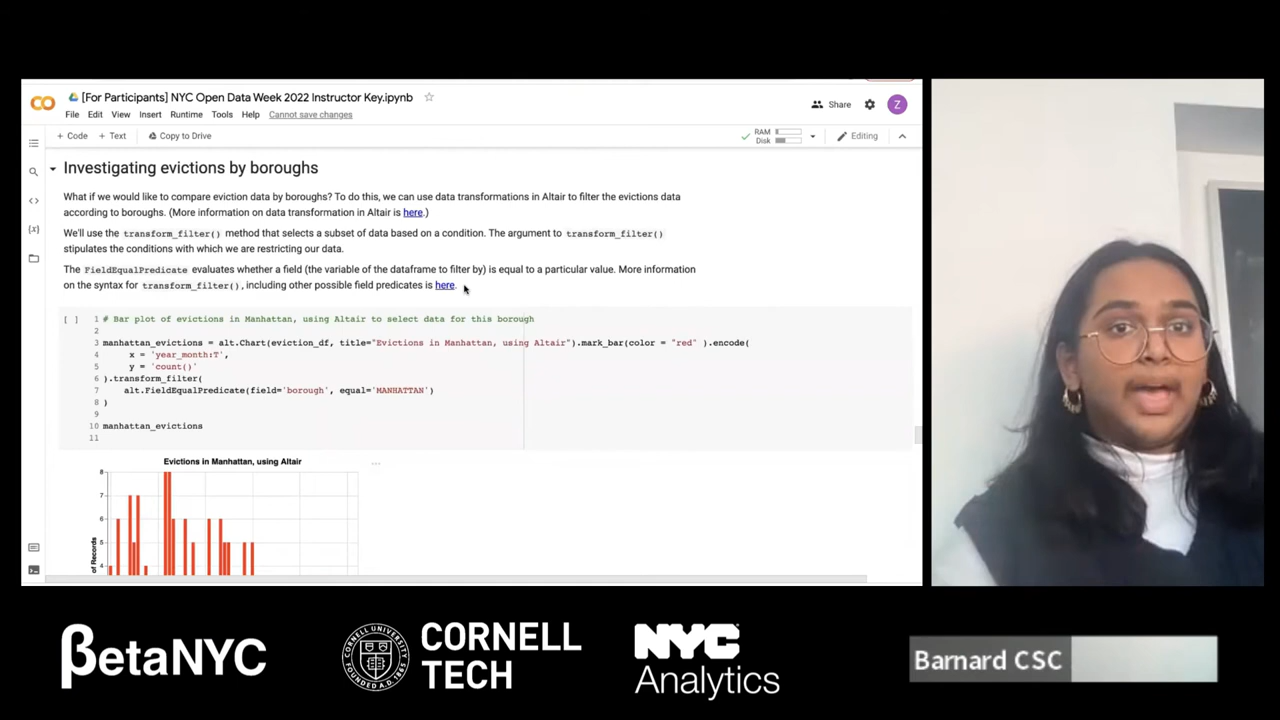 [For Participants] NYC Open Data Week 2022 Instructor Key.ipynb
File Edit View Insert Runtime Tools Help Cannot save changes
Share
Z
+ Code + Text Copy to Drive
RAM
Disk
Editing
Investigating evictions by boroughs
What if we would like to compare eviction data by boroughs? To do this, we can use data transformations in Altair to filter the evictions data
according to boroughs. (More information on data transformation in Altair is here.)
We'll use the transform_filter() method that selects a subset of data based on a condition. The argument to transform_filter()
stipulates the conditions with which we are restricting our data.
The FieldEqualPredicate evaluates whether a field (the variable of the dataframe to filter by) is equal to a particular value. More information
on the syntax for transform_filter(), including other possible field predicates is here.
[ ] 1 # Bar plot of evictions in Manhattan, using Altair to select data for this borough
2
3 manhattan_evictions = alt.Chart(eviction_df, title="Evictions in Manhattan, using Altair").mark_bar(color = "red" ).encode(
4 x = 'year_month:T',
5 y = 'count()'
6 ).transform_filter(
7 alt.FieldEqualPredicate(field='borough', equal='MANHATTAN')
8 )
9
10 manhattan_evictions
11
Evictions in Manhattan, using Altair
8
7
6
5
4
of Records
βetaNYC
CORNELL
TECH
NYC
Analytics
Barnard CSC